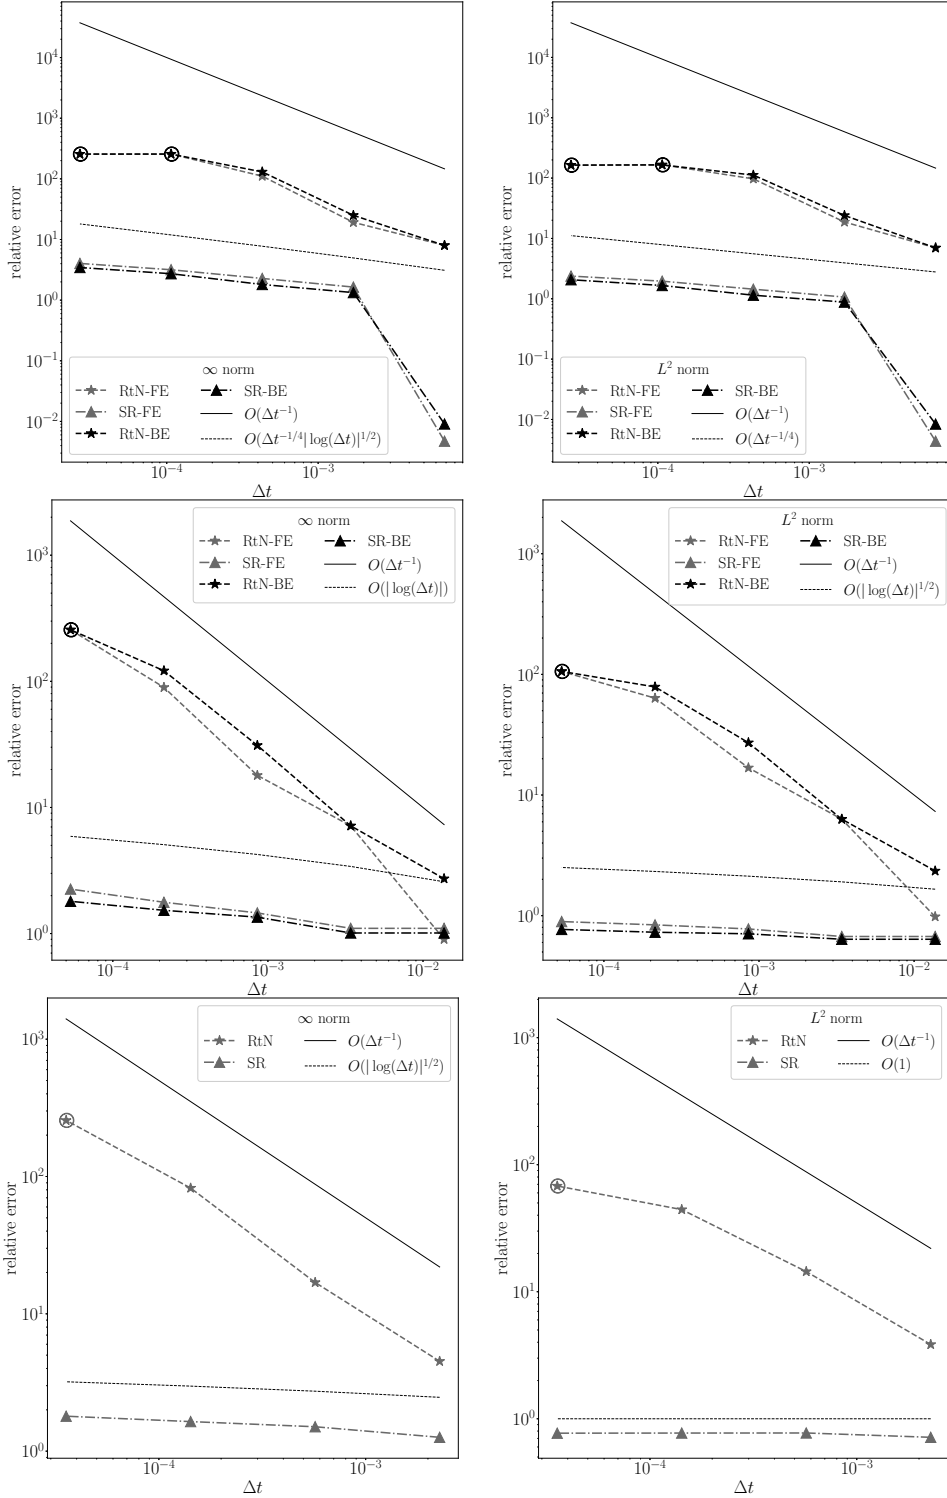 10^4
10^3
10^2
10^1
10^0
10^{-1}
10^{-2}
relative error
∞ norm
RtN-FE
SR-FE
RtN-BE
SR-BE
O(Δt^{-1})
O(Δt^{-1/4}|log(Δt)|^{1/2})
10^{-4}
10^{-3}
Δt
10^4
10^3
10^2
10^1
10^0
10^{-1}
10^{-2}
relative error
L^2 norm
RtN-FE
SR-FE
RtN-BE
SR-BE
O(Δt^{-1})
O(Δt^{-1/4})
10^{-4}
10^{-3}
Δt
10^3
10^2
10^1
10^0
relative error
∞ norm
RtN-FE
SR-FE
RtN-BE
SR-BE
O(Δt^{-1})
O(|log(Δt)|)
10^{-4}
10^{-3}
10^{-2}
Δt
10^3
10^2
10^1
10^0
relative error
L^2 norm
RtN-FE
SR-FE
RtN-BE
SR-BE
O(Δt^{-1})
O(|log(Δt)|^{1/2})
10^{-4}
10^{-3}
10^{-2}
Δt
10^3
10^2
10^1
10^0
relative error
∞ norm
RtN
SR
O(Δt^{-1})
O(|log(Δt)|^{1/2})
10^{-4}
10^{-3}
Δt
10^3
10^2
10^1
10^0
relative error
L^2 norm
RtN
SR
O(Δt^{-1})
O(1)
10^{-4}
10^{-3}
Δt